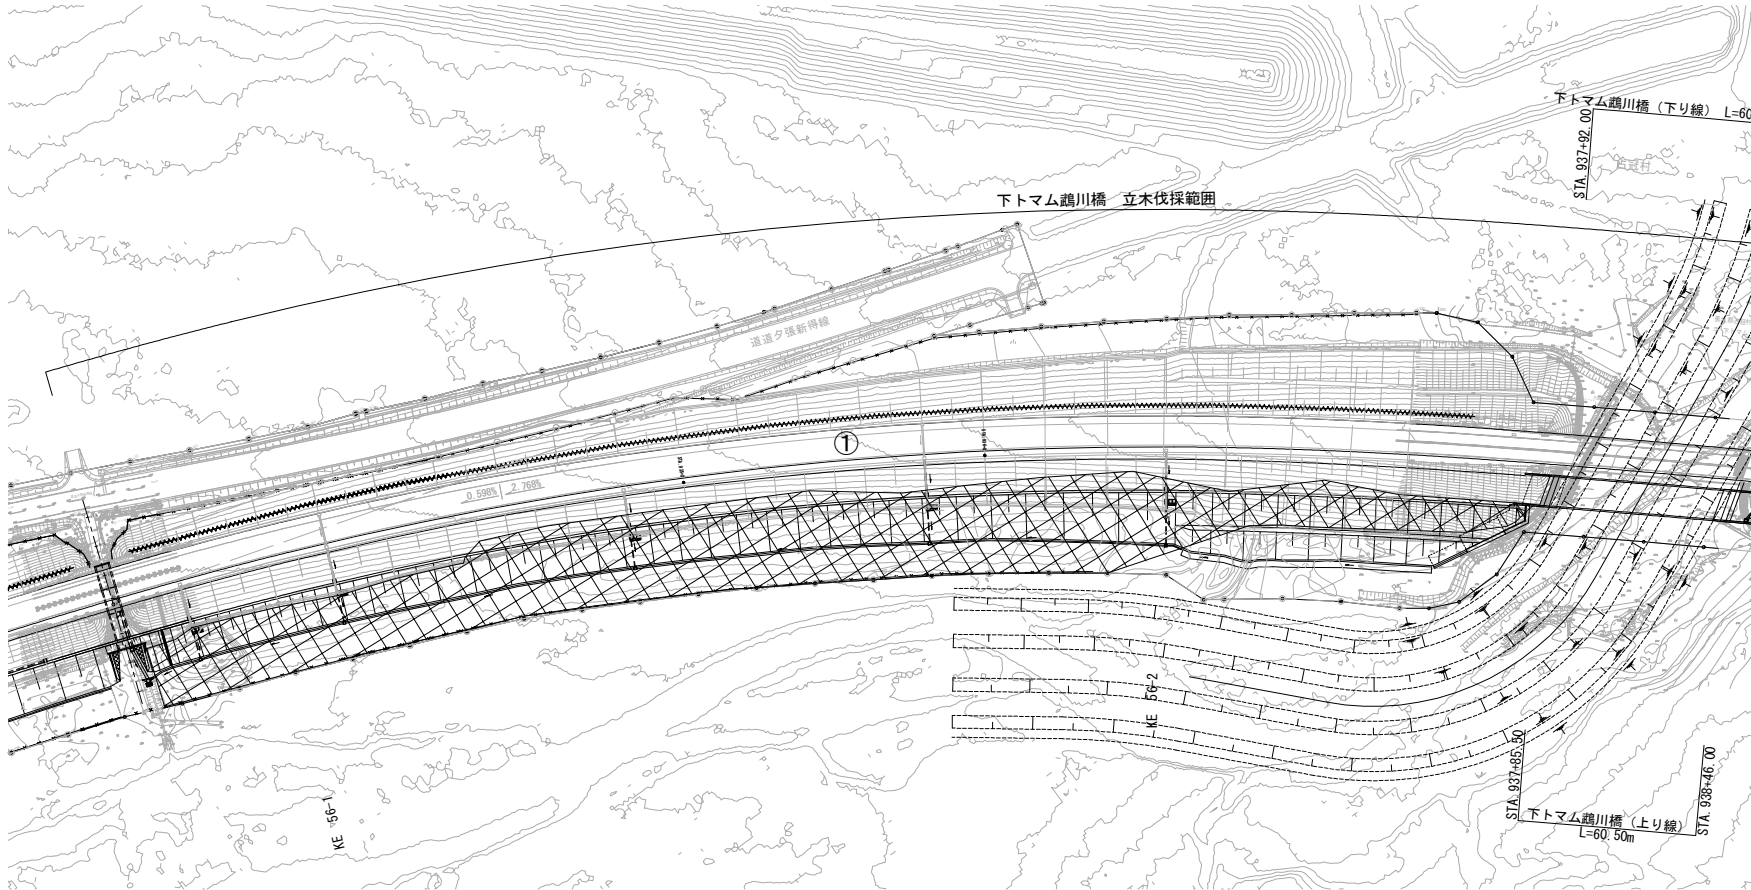 下トマム鵡川橋（下り線） L=60
STA.937+92.00
占冠村
下トマム鵡川橋 立木伐採範囲
道道夕張新得線
①
0.598% 2.768%
KE 56-2
KE 56-1
STA.937+85.50
STA.938+46.00
下トマム鵡川橋（上り線）
L=60.50m